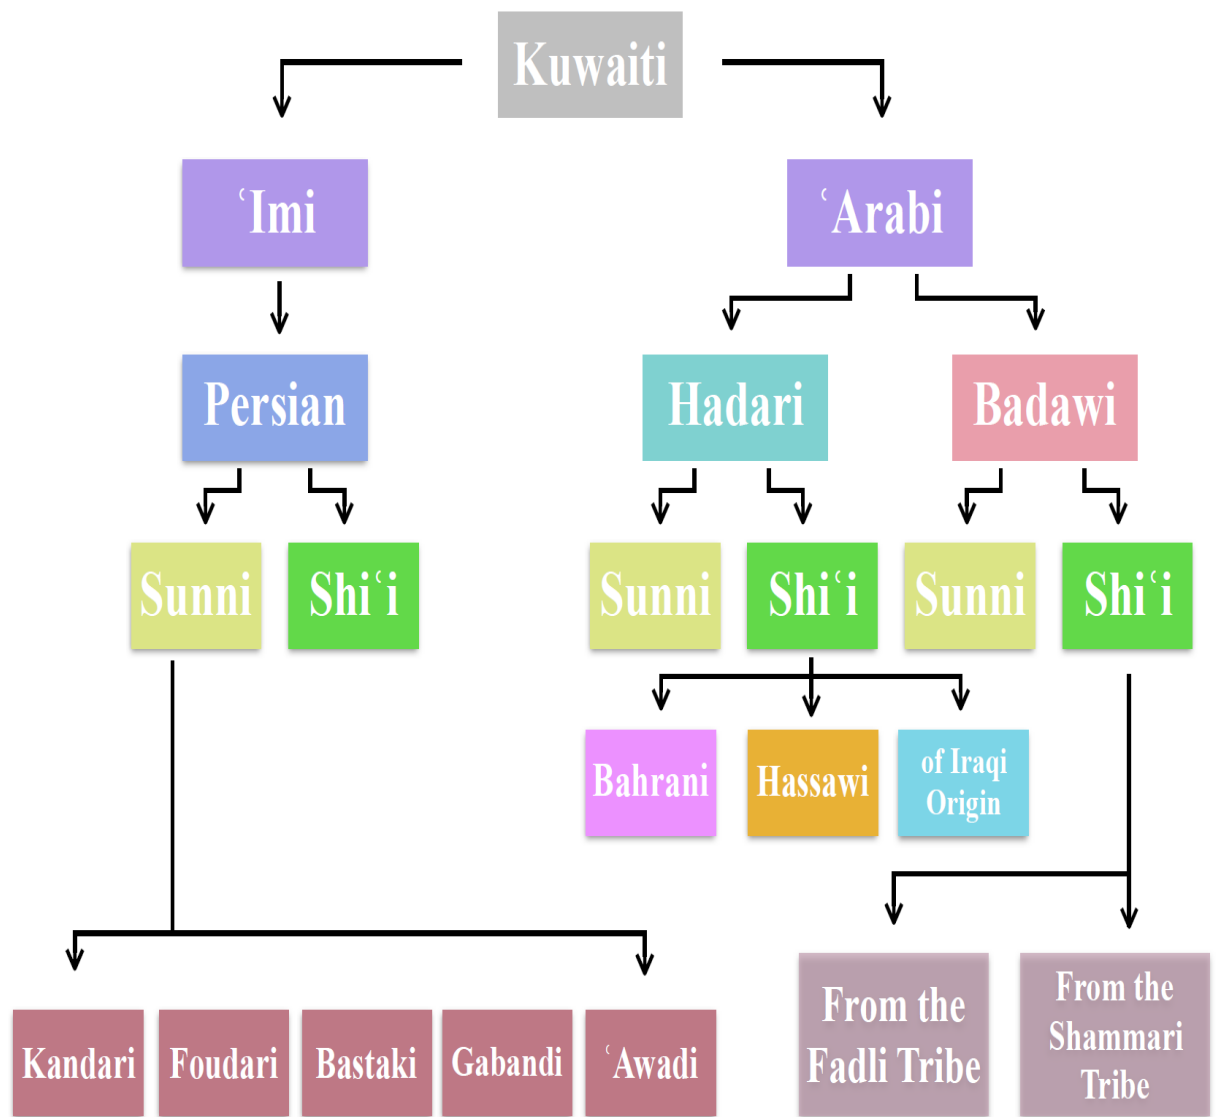 Kuwaiti
ʿImi
ʿArabi
Persian
Hadari
Badawi
Sunni
Shiʿi
Sunni
Shiʿi
Sunni
Shiʿi
Bahrani
Hassawi
of Iraqi
Origin
From the
Fadli Tribe
From the
Shammari
Tribe
Kandari
Foudari
Bastaki
Gabandi
ʿAwadi